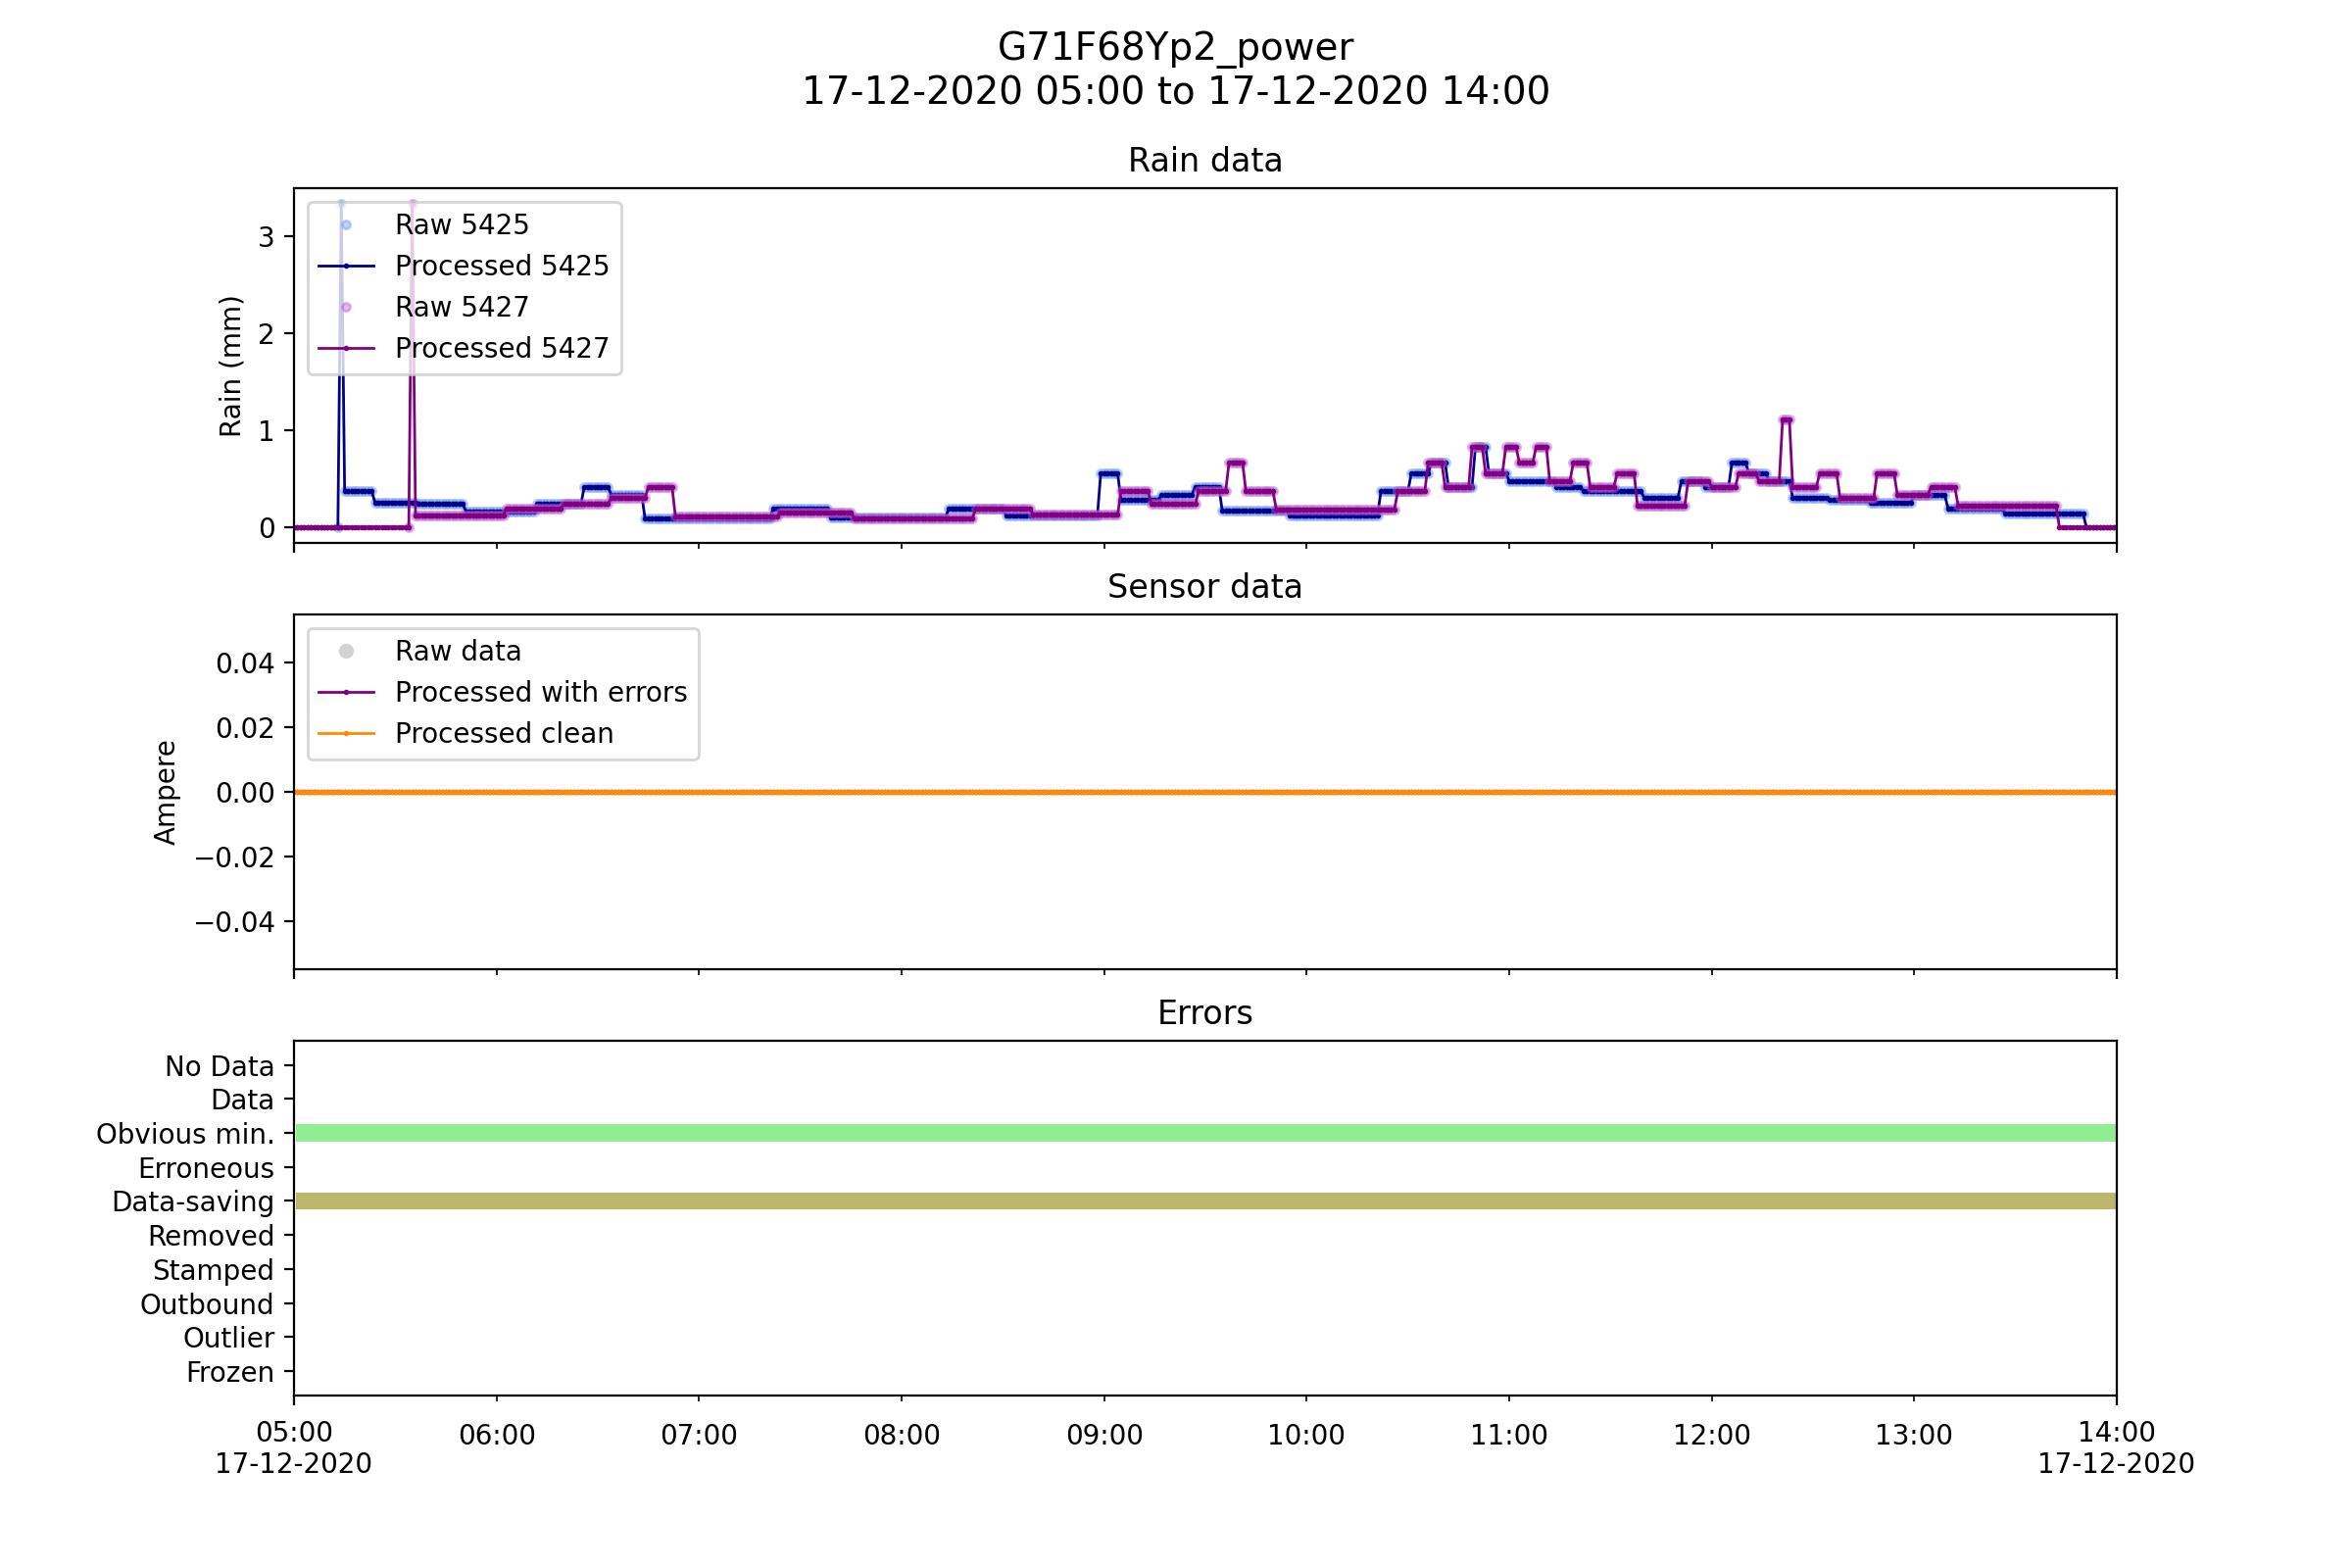 G71F68Yp2_power
17-12-2020 05:00 to 17-12-2020 14:00
Rain data
Rain (mm)
3
2
1
0
Raw 5425
Processed 5425
Raw 5427
Processed 5427
Sensor data
Ampere
0.04
0.02
0.00
−0.02
−0.04
Raw data
Processed with errors
Processed clean
Errors
No Data
Data
Obvious min.
Erroneous
Data-saving
Removed
Stamped
Outbound
Outlier
Frozen
05:00 06:00 07:00 08:00 09:00 10:00 11:00 12:00 13:00 14:00
17-12-2020 17-12-2020